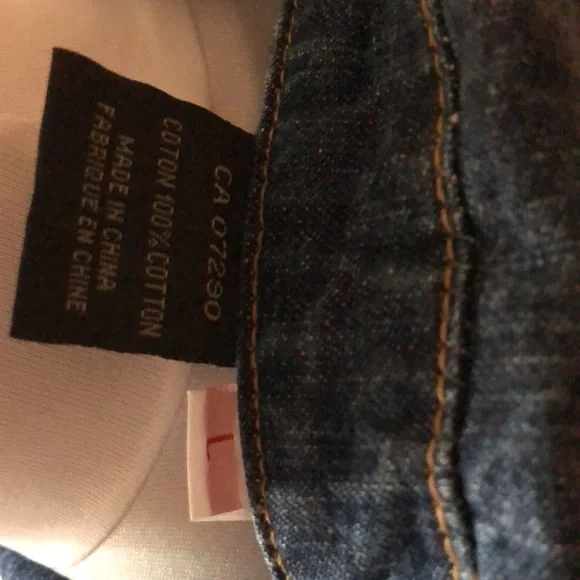 CA 07290
COTON 100% COTTON
MADE IN CHINA
FABRIQUE EN CHINE
L